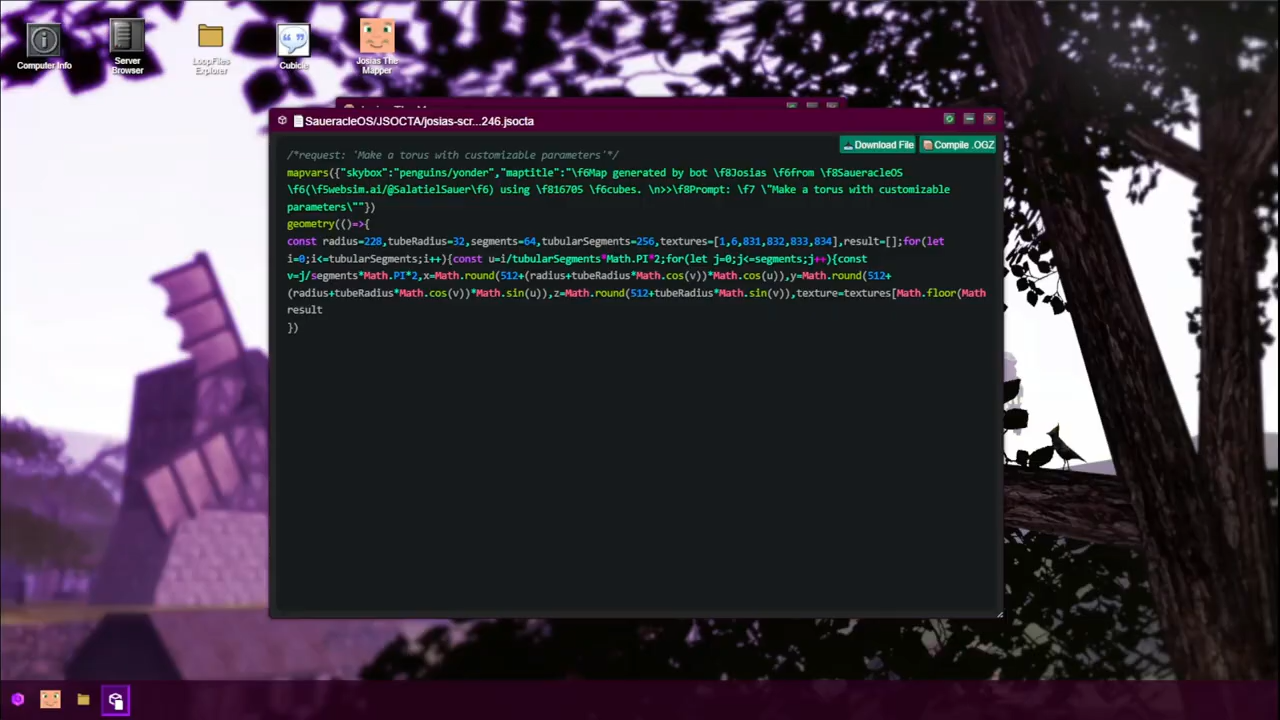 Computer Info
Server
Browser
LoopFiles
Explorer
Cubicle
Josias The
Mapper
SaueracleOS/JSOCTA/josias-scr...246.jsocta
Download File
Compile .OGZ
/*request: 'Make a torus with customizable parameters'*/
mapvars({"skybox":"penguins/yonder","maptitle":"\f6Map generated by bot \f8Josias \f6from \f8SaueracleOS
\f6(\f5websim.ai/@SalatielSauer\f6) using \f816705 \f6cubes. \n>>\f8Prompt: \f7 \"Make a torus with customizable
parameters\""})
geometry(()=>{
const radius=228,tubeRadius=32,segments=64,tubularSegments=256,textures=[1,6,831,832,833,834],result=[];for(let
i=0;i<=tubularSegments;i++){const u=i/tubularSegments*Math.PI*2;for(let j=0;j<=segments;j++){const
v=j/segments*Math.PI*2,x=Math.round(512+(radius+tubeRadius*Math.cos(v))*Math.cos(u)),y=Math.round(512+
(radius+tubeRadius*Math.cos(v))*Math.sin(u)),z=Math.round(512+tubeRadius*Math.sin(v)),texture=textures[Math.floor(Math
result
})